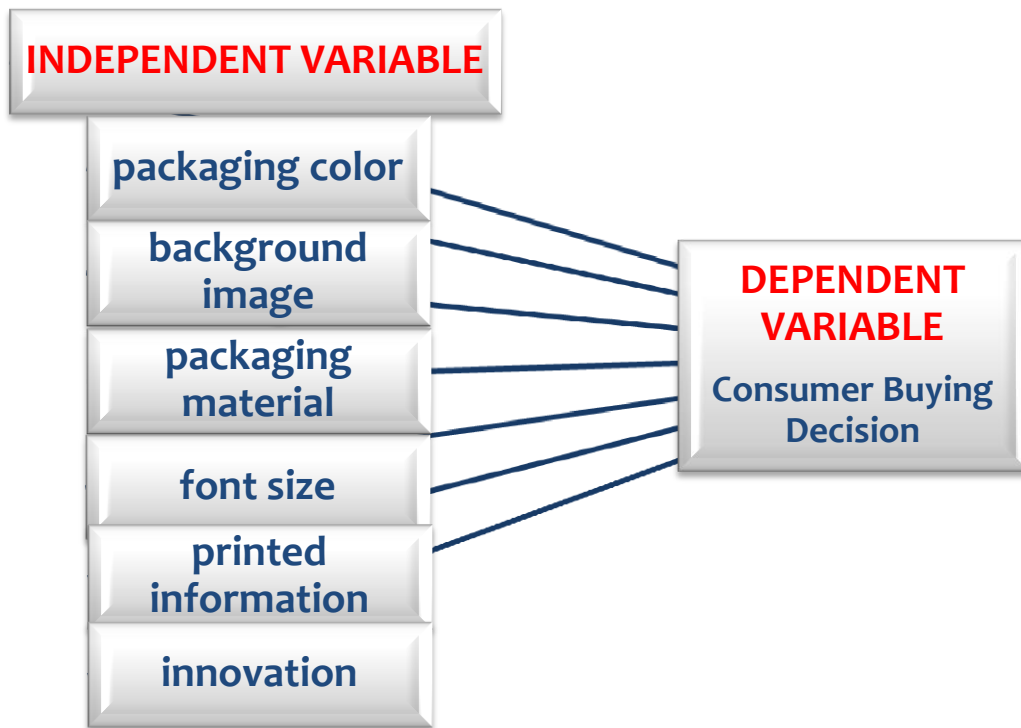 INDEPENDENT VARIABLE
packaging color
background
image
packaging
material
font size
printed
information
innovation
DEPENDENT
VARIABLE
Consumer Buying
Decision